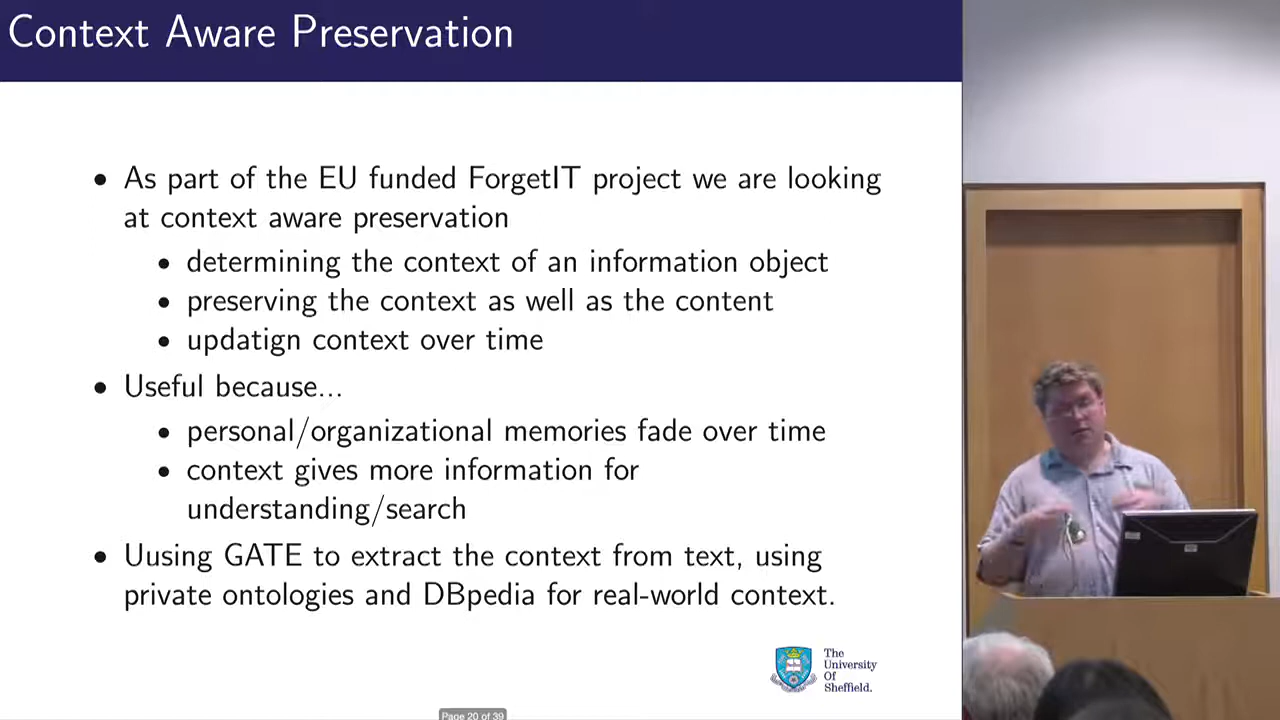 Context Aware Preservation
• As part of the EU funded ForgetIT project we are looking
at context aware preservation
• determining the context of an information object
• preserving the context as well as the content
• updatign context over time
• Useful because...
• personal/organizational memories fade over time
• context gives more information for
understanding/search
• Uusing GATE to extract the context from text, using
private ontologies and DBpedia for real-world context.
The
University
Of
Sheffield.
Page 20 of 39